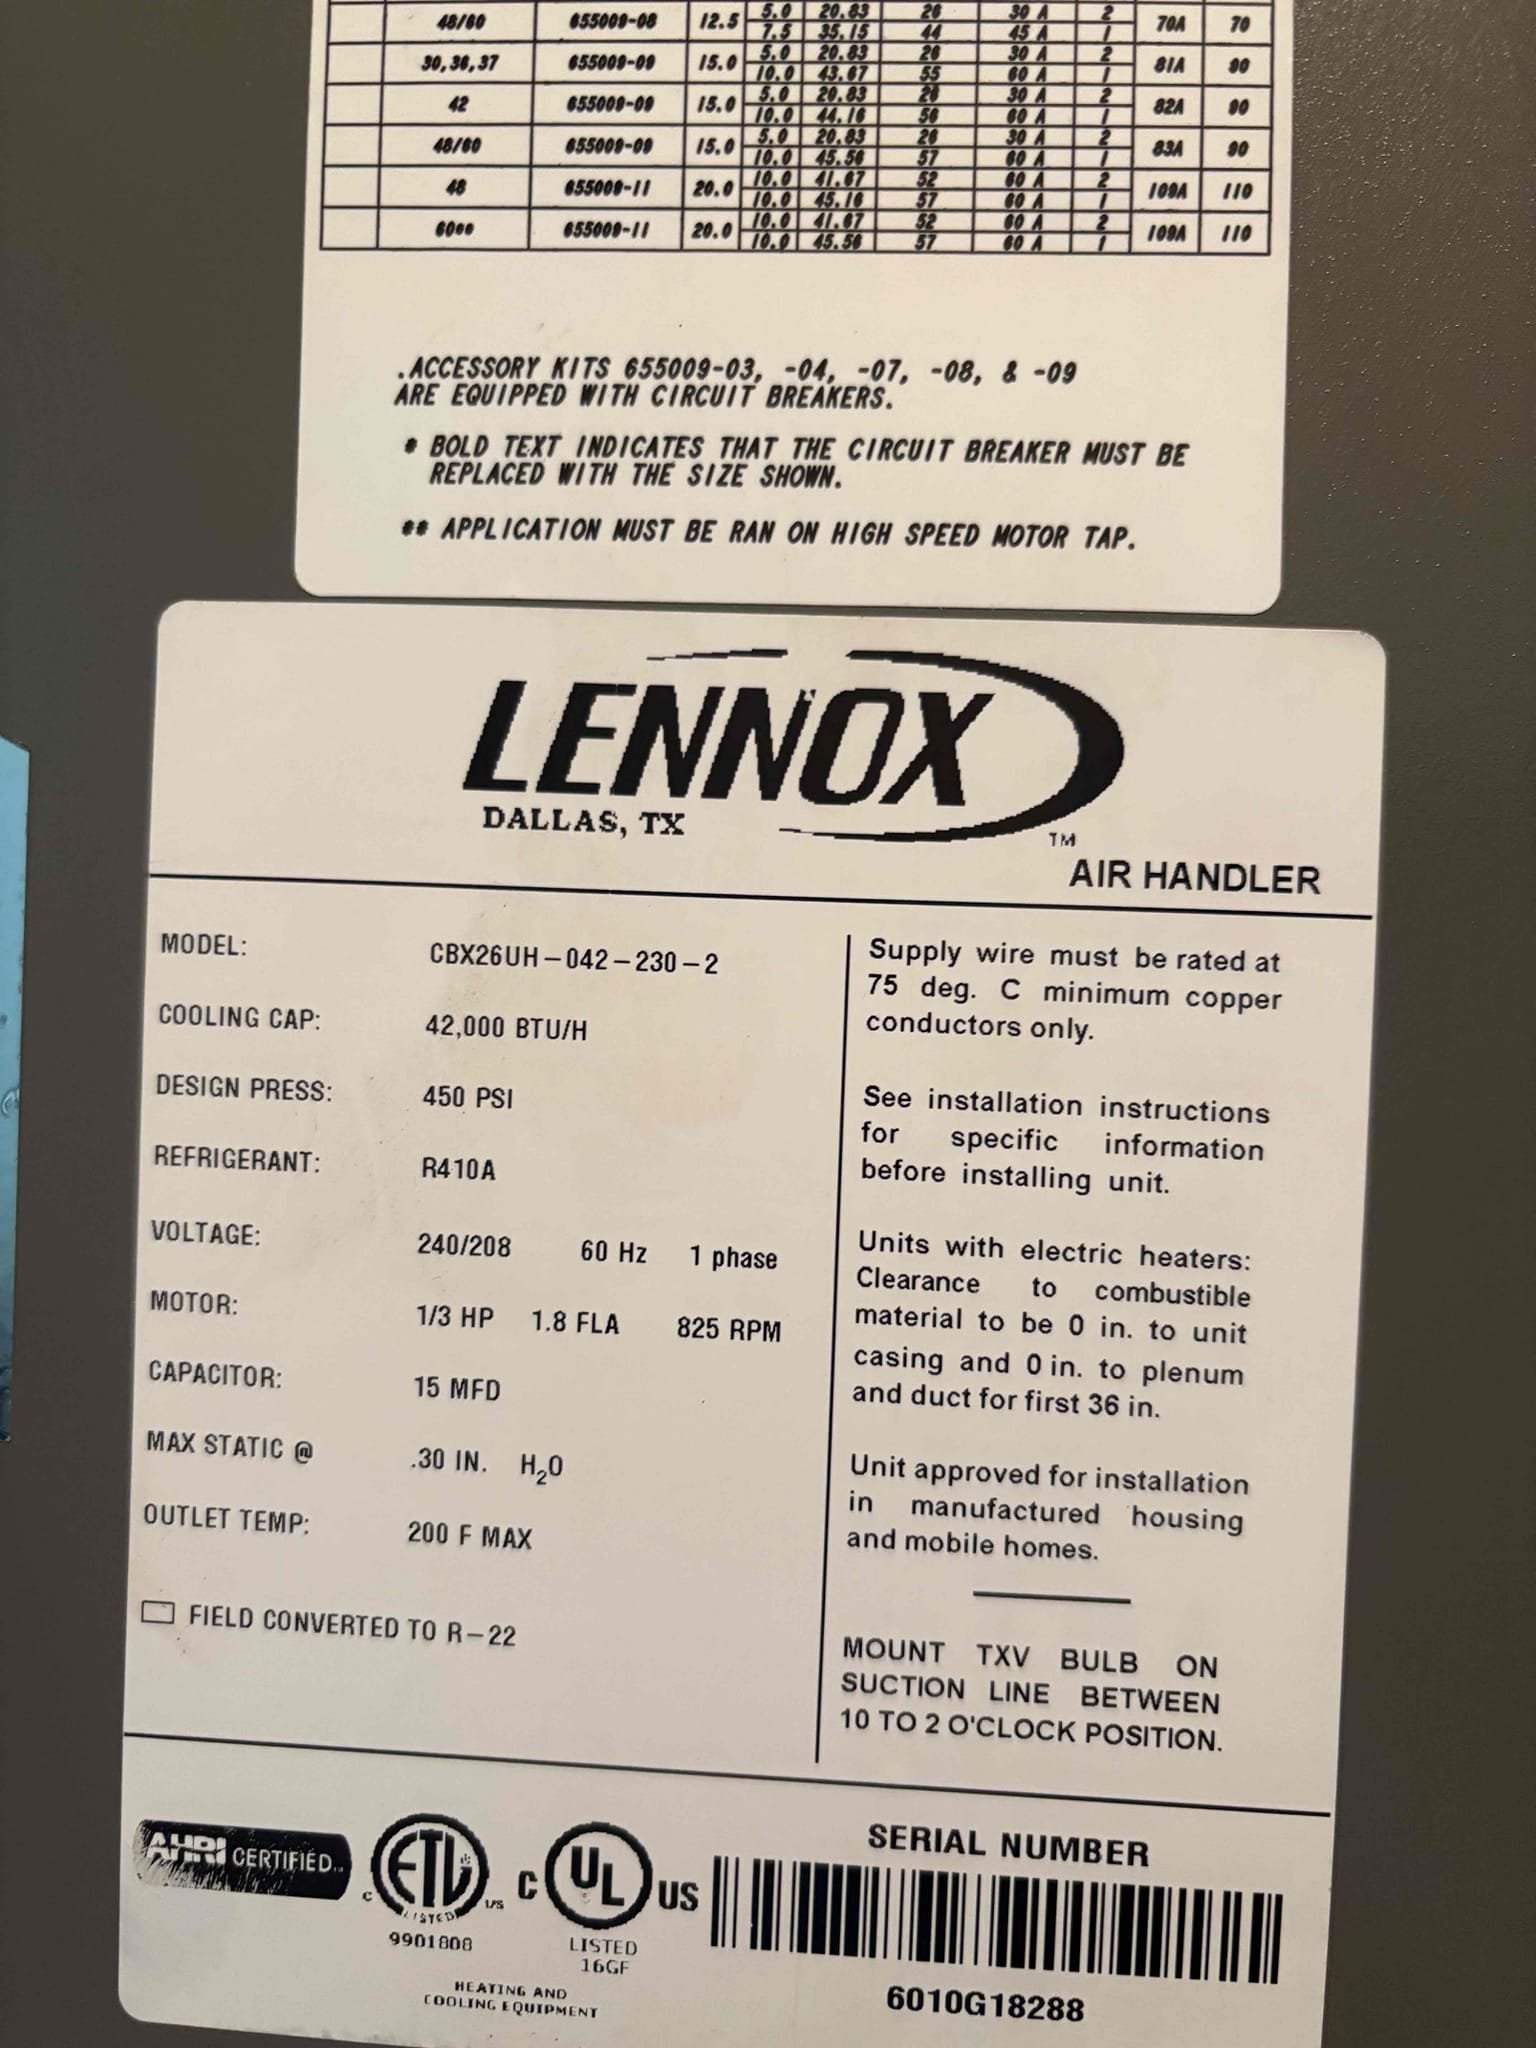 48/60 655009-08 12.5 5.0 20.83 26 30 A 2 70A 70
7.5 35.15 44 45 A 1
30,36,37 655009-09 15.0 5.0 20.83 26 30 A 2 81A 90
10.0 43.67 55 60 A 1
42 655009-09 15.0 5.0 20.83 26 30 A 2 82A 90
10.0 44.16 56 60 A 1
48/60 655009-09 15.0 5.0 20.83 26 30 A 2 83A 90
10.0 45.56 57 60 A 1
48 655009-11 20.0 10.0 41.67 52 60 A 2 109A 110
10.0 45.16 57 60 A 1
60** 655009-11 20.0 10.0 41.67 52 60 A 2 109A 110
10.0 45.56 57 60 A 1
.ACCESSORY KITS 655009-03, -04, -07, -08, & -09
ARE EQUIPPED WITH CIRCUIT BREAKERS.
* BOLD TEXT INDICATES THAT THE CIRCUIT BREAKER MUST BE
REPLACED WITH THE SIZE SHOWN.
** APPLICATION MUST BE RAN ON HIGH SPEED MOTOR TAP.
LENNOX
DALLAS, TX
TM
AIR HANDLER
MODEL: CBX26UH-042-230-2
COOLING CAP: 42,000 BTU/H
DESIGN PRESS: 450 PSI
REFRIGERANT: R410A
VOLTAGE: 240/208 60 Hz 1 phase
MOTOR: 1/3 HP 1.8 FLA 825 RPM
CAPACITOR: 15 MFD
MAX STATIC @ .30 IN. H2O
OUTLET TEMP: 200 F MAX
FIELD CONVERTED TO R-22
Supply wire must be rated at
75 deg. C minimum copper
conductors only.
See installation instructions
for specific information
before installing unit.
Units with electric heaters:
Clearance to combustible
material to be 0 in. to unit
casing and 0 in. to plenum
and duct for first 36 in.
Unit approved for installation
in manufactured housing
and mobile homes.
MOUNT TXV BULB ON
SUCTION LINE BETWEEN
10 TO 2 O'CLOCK POSITION.
AHRI CERTIFIED
C ETL US
LISTED
9901808
C UL US
LISTED
16GF
HEATING AND
COOLING EQUIPMENT
SERIAL NUMBER
6010G18288